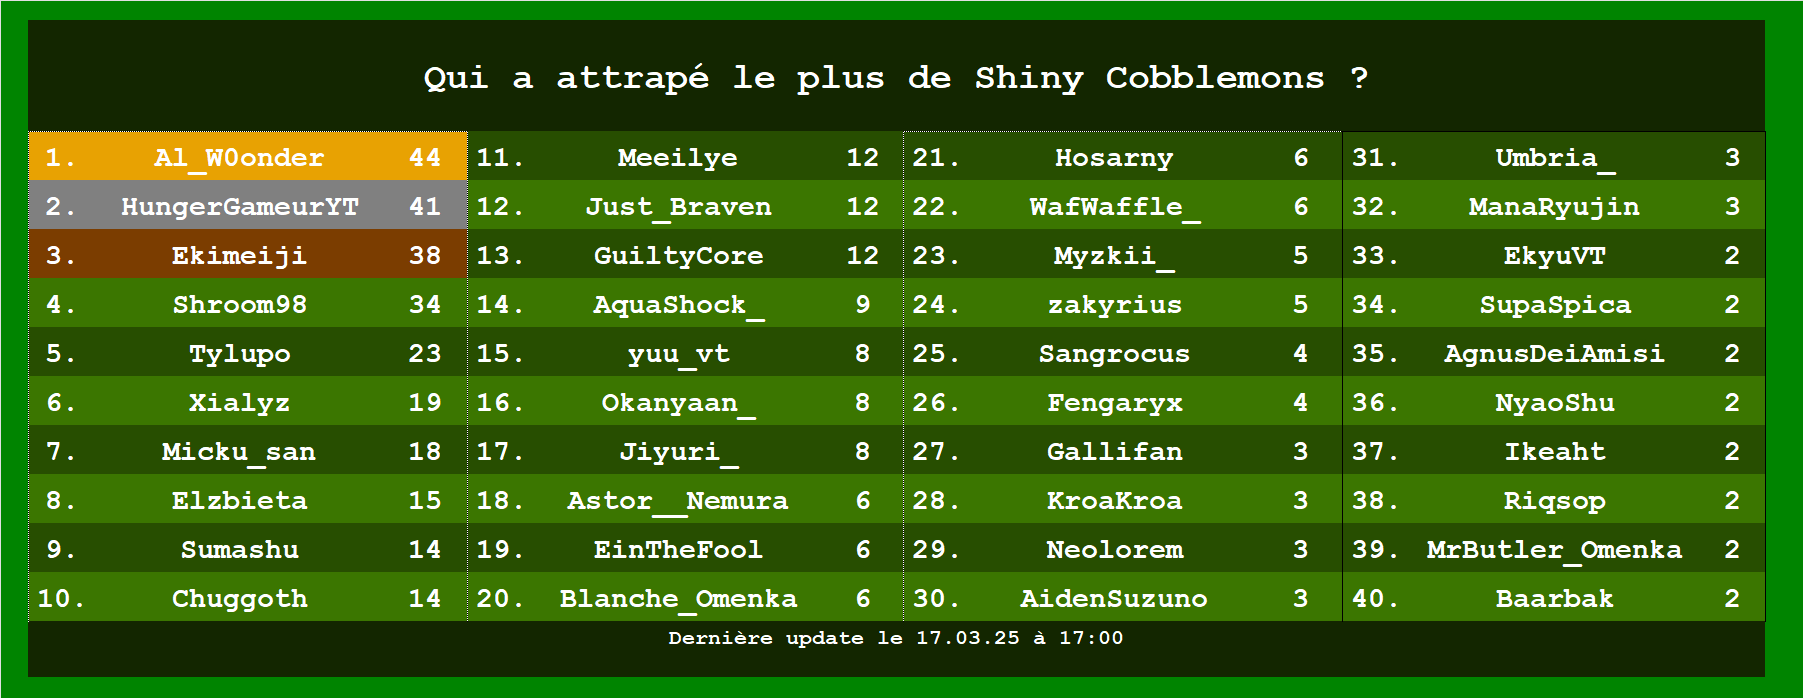 Qui a attrapé le plus de Shiny Cobblemons ?
1. Al_W0onder 44
2. HungerGameurYT 41
3. Ekimeiji 38
4. Shroom98 34
5. Tylupo 23
6. Xialyz 19
7. Micku_san 18
8. Elzbieta 15
9. Sumashu 14
10. Chuggoth 14
11. Meeilye 12
12. Just_Braven 12
13. GuiltyCore 12
14. AquaShock_ 9
15. yuu_vt 8
16. Okanyaan_ 8
17. Jiyuri_ 8
18. Astor__Nemura 6
19. EinTheFool 6
20. Blanche_Omenka 6
21. Hosarny 6
22. WafWaffle_ 6
23. Myzkii_ 5
24. zakyrius 5
25. Sangrocus 4
26. Fengaryx 4
27. Gallifan 3
28. KroaKroa 3
29. Neolorem 3
30. AidenSuzuno 3
31. Umbria_ 3
32. ManaRyujin 3
33. EkyuVT 2
34. SupaSpica 2
35. AgnusDeiAmisi 2
36. NyaoShu 2
37. Ikeaht 2
38. Riqsop 2
39. MrButler_Omenka 2
40. Baarbak 2
Dernière update le 17.03.25 à 17:00